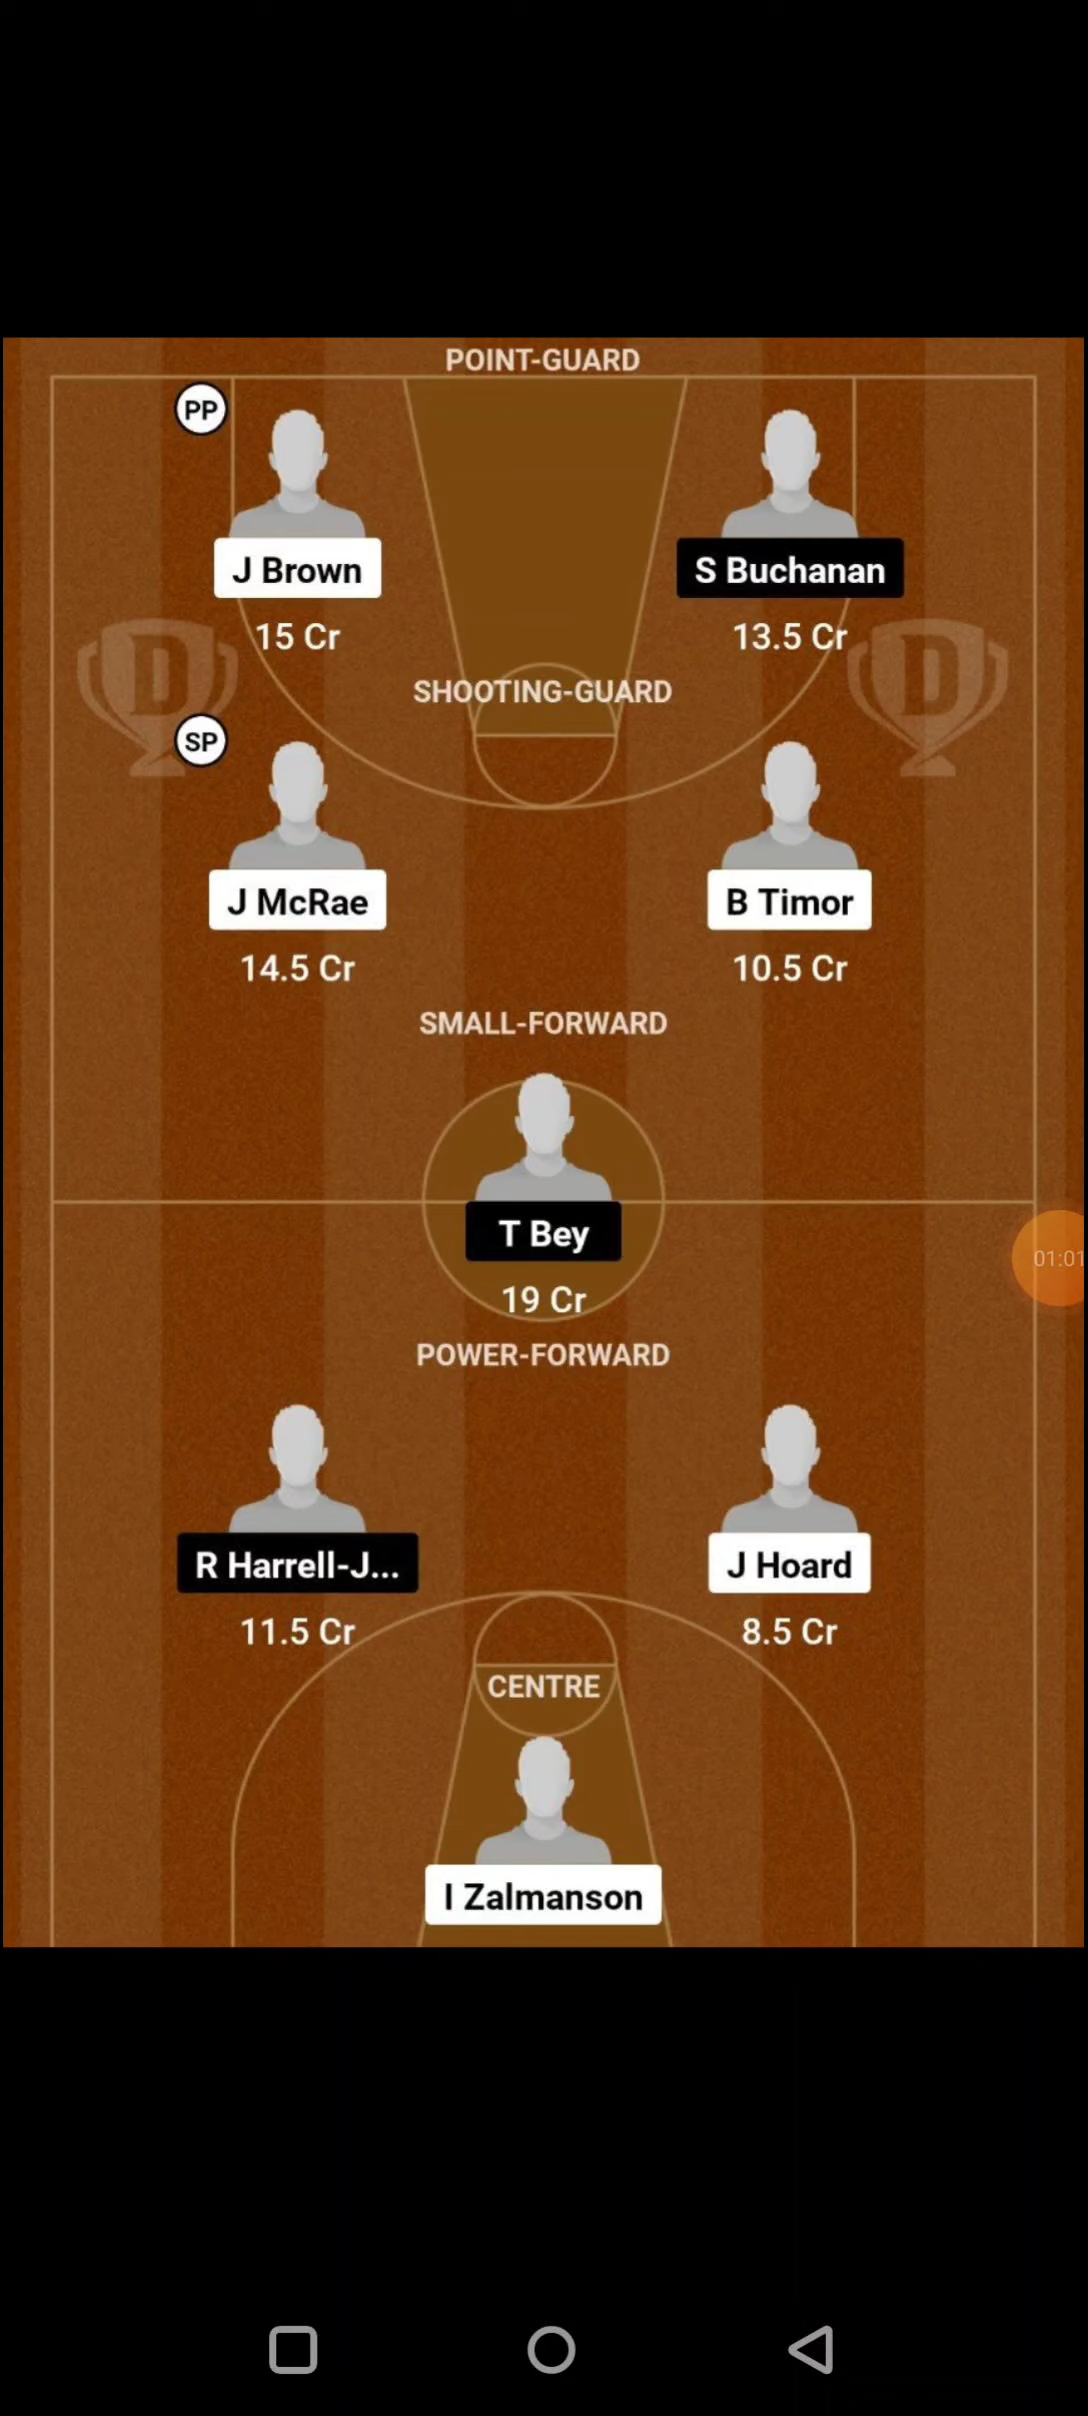 POINT-GUARD
PP
J Brown
S Buchanan
15 Cr
13.5 Cr
D
D
SHOOTING-GUARD
SP
J McRae
B Timor
14.5 Cr
10.5 Cr
SMALL-FORWARD
T Bey
01:01
19 Cr
POWER-FORWARD
R Harrell-J...
J Hoard
11.5 Cr
8.5 Cr
CENTRE
I Zalmanson